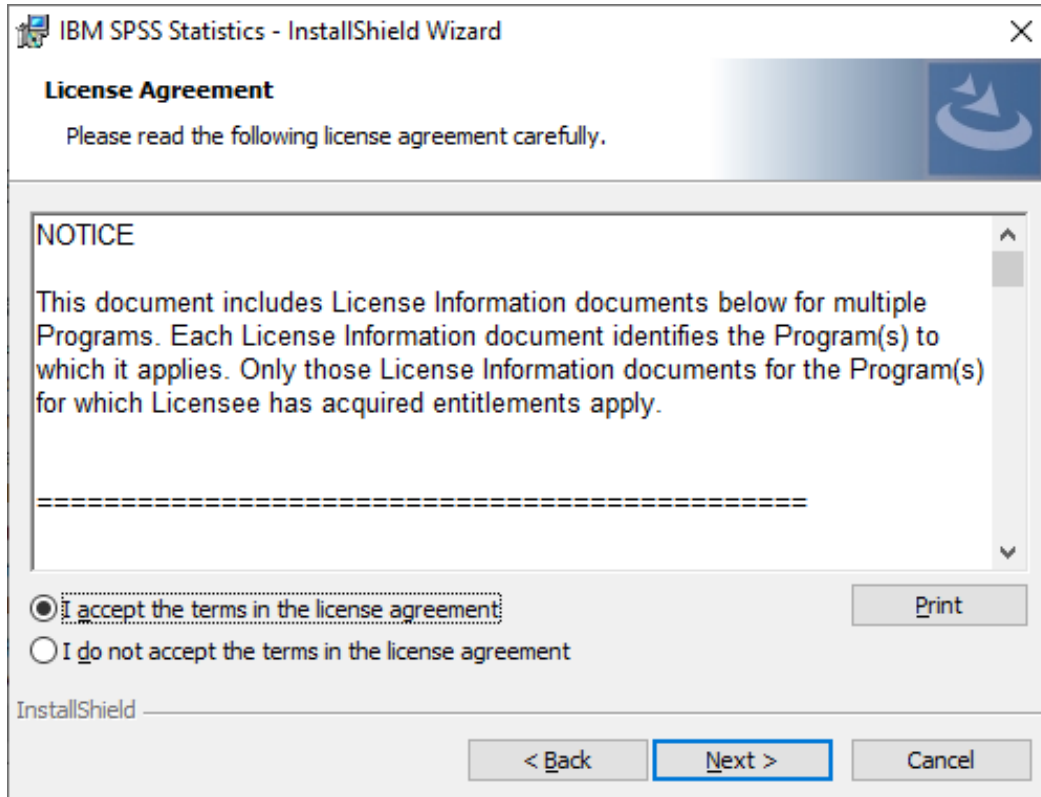 IBM SPSS Statistics - InstallShield Wizard
License Agreement
Please read the following license agreement carefully.
NOTICE
This document includes License Information documents below for multiple
Programs. Each License Information document identifies the Program(s) to
which it applies. Only those License Information documents for the Program(s)
for which Licensee has acquired entitlements apply.
==============================================
I accept the terms in the license agreement
Print
I do not accept the terms in the license agreement
InstallShield
< Back
Next >
Cancel